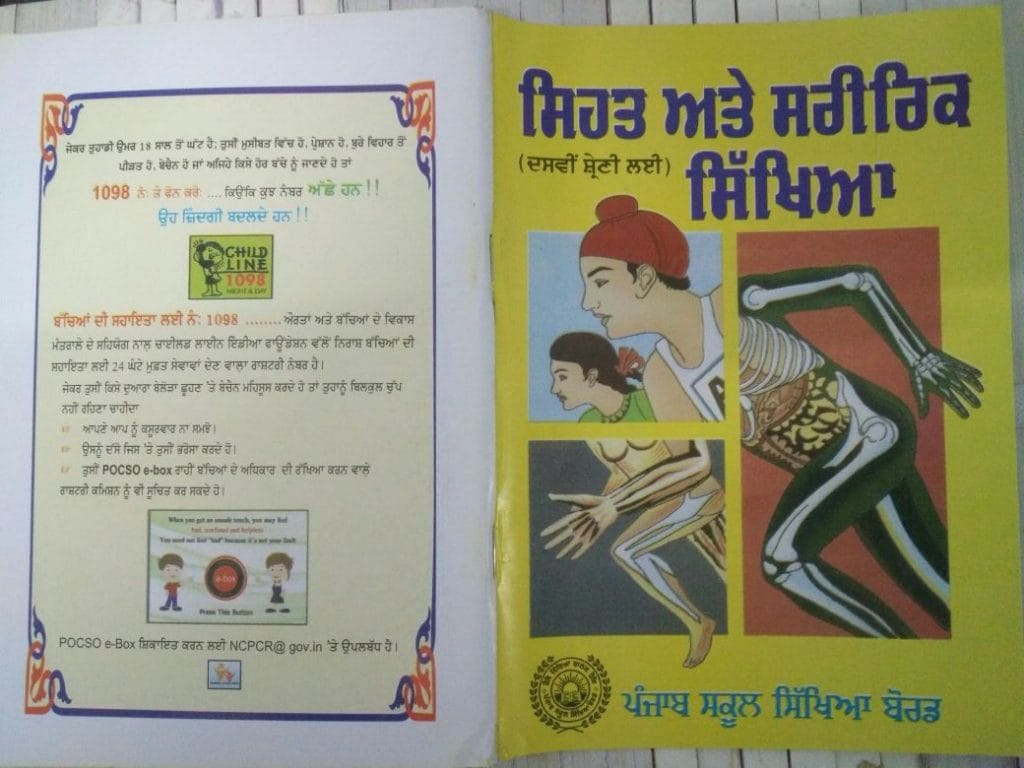 ਜੇਕਰ ਤੁਹਾਡੀ ਉਮਰ 18 ਸਾਲ ਤੋਂ ਘੱਟ ਹੈ; ਤੁਸੀਂ ਮੁਸੀਬਤ ਵਿੱਚ ਹੋ, ਪ੍ਰੇਸ਼ਾਨ ਹੋ, ਬੁਰੇ ਵਿਹਾਰ ਤੋਂ
ਪੀੜਤ ਹੋ, ਬੇਚੈਨ ਹੋ ਜਾਂ ਅਜਿਹੇ ਕਿਸੇ ਹੋਰ ਬੱਚੇ ਨੂੰ ਜਾਣਦੇ ਹੋ ਤਾਂ
1098 ਨੰ: ਤੇ ਫੋਨ ਕਰੋ: .... ਕਿਉਂਕਿ ਕੁਝ ਨੰਬਰ ਅੱਛੇ ਹਨ !!
ਉਹ ਜ਼ਿੰਦਗੀ ਬਦਲਦੇ ਹਨ !!
CHILD
LINE
1098
NIGHT & DAY
ਬੱਚਿਆਂ ਦੀ ਸਹਾਇਤਾ ਲਈ ਨੰ: 1098 ........ ਔਰਤਾਂ ਅਤੇ ਬੱਚਿਆਂ ਦੇ ਵਿਕਾਸ
ਮੰਤਰਾਲੇ ਦੇ ਸਹਿਯੋਗ ਨਾਲ ਚਾਈਲਡ ਲਾਈਨ ਇੰਡੀਆ ਫਾਊਂਡੇਸ਼ਨ ਵੱਲੋਂ ਨਿਰਾਸ਼ ਬੱਚਿਆਂ ਦੀ
ਸਹਾਇਤਾ ਲਈ 24 ਘੰਟੇ ਮੁਫ਼ਤ ਸੇਵਾਵਾਂ ਦੇਣ ਵਾਲਾ ਰਾਸ਼ਟਰੀ ਨੰਬਰ ਹੈ।
ਜੇਕਰ ਤੁਸੀਂ ਕਿਸੇ ਦੁਆਰਾ ਬੇਲੋੜਾ ਛੂਹਣ 'ਤੇ ਬੇਚੈਨ ਮਹਿਸੂਸ ਕਰਦੇ ਹੋ ਤਾਂ ਤੁਹਾਨੂੰ ਬਿਲਕੁਲ ਚੁੱਪ
ਨਹੀਂ ਰਹਿਣਾ ਚਾਹੀਦਾ
ਆਪਣੇ ਆਪ ਨੂੰ ਕਸੂਰਵਾਰ ਨਾ ਸਮਝੋ।
ਉਸਨੂੰ ਦੱਸੋ ਜਿਸ 'ਤੇ ਤੁਸੀਂ ਭਰੋਸਾ ਕਰਦੇ ਹੋ।
ਤੁਸੀਂ POCSO e-box ਰਾਹੀਂ ਬੱਚਿਆਂ ਦੇ ਅਧਿਕਾਰ ਦੀ ਰੱਖਿਆ ਕਰਨ ਵਾਲੇ
ਰਾਸ਼ਟਰੀ ਕਮਿਸ਼ਨ ਨੂੰ ਵੀ ਸੂਚਿਤ ਕਰ ਸਕਦੇ ਹੋ।
When you get an unsafe touch, you may feel
bad, confused and helpless
You need not feel "bad" because it's not your fault
e-box
Press This Button
POCSO e-Box ਸ਼ਿਕਾਇਤ ਕਰਨ ਲਈ NCPCR@ gov.in 'ਤੇ ਉਪਲਬੱਧ ਹੈ।
ਸਿਹਤ ਅਤੇ ਸਰੀਰਿਕ
(ਦਸਵੀਂ ਸ਼੍ਰੇਣੀ ਲਈ)
ਸਿੱਖਿਆ
ਪੰਜਾਬ ਸਕੂਲ ਸਿੱਖਿਆ ਬੋਰਡ